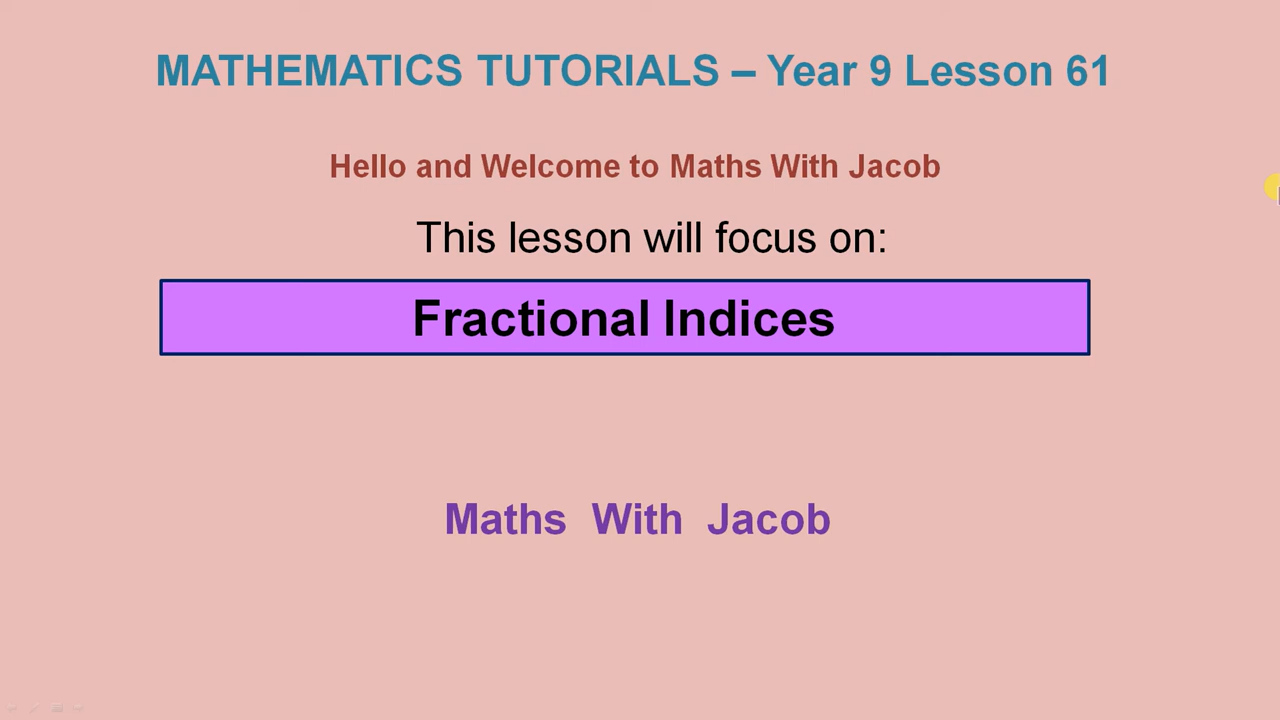 MATHEMATICS TUTORIALS – Year 9 Lesson 61
Hello and Welcome to Maths With Jacob
This lesson will focus on:
Fractional Indices
Maths With Jacob